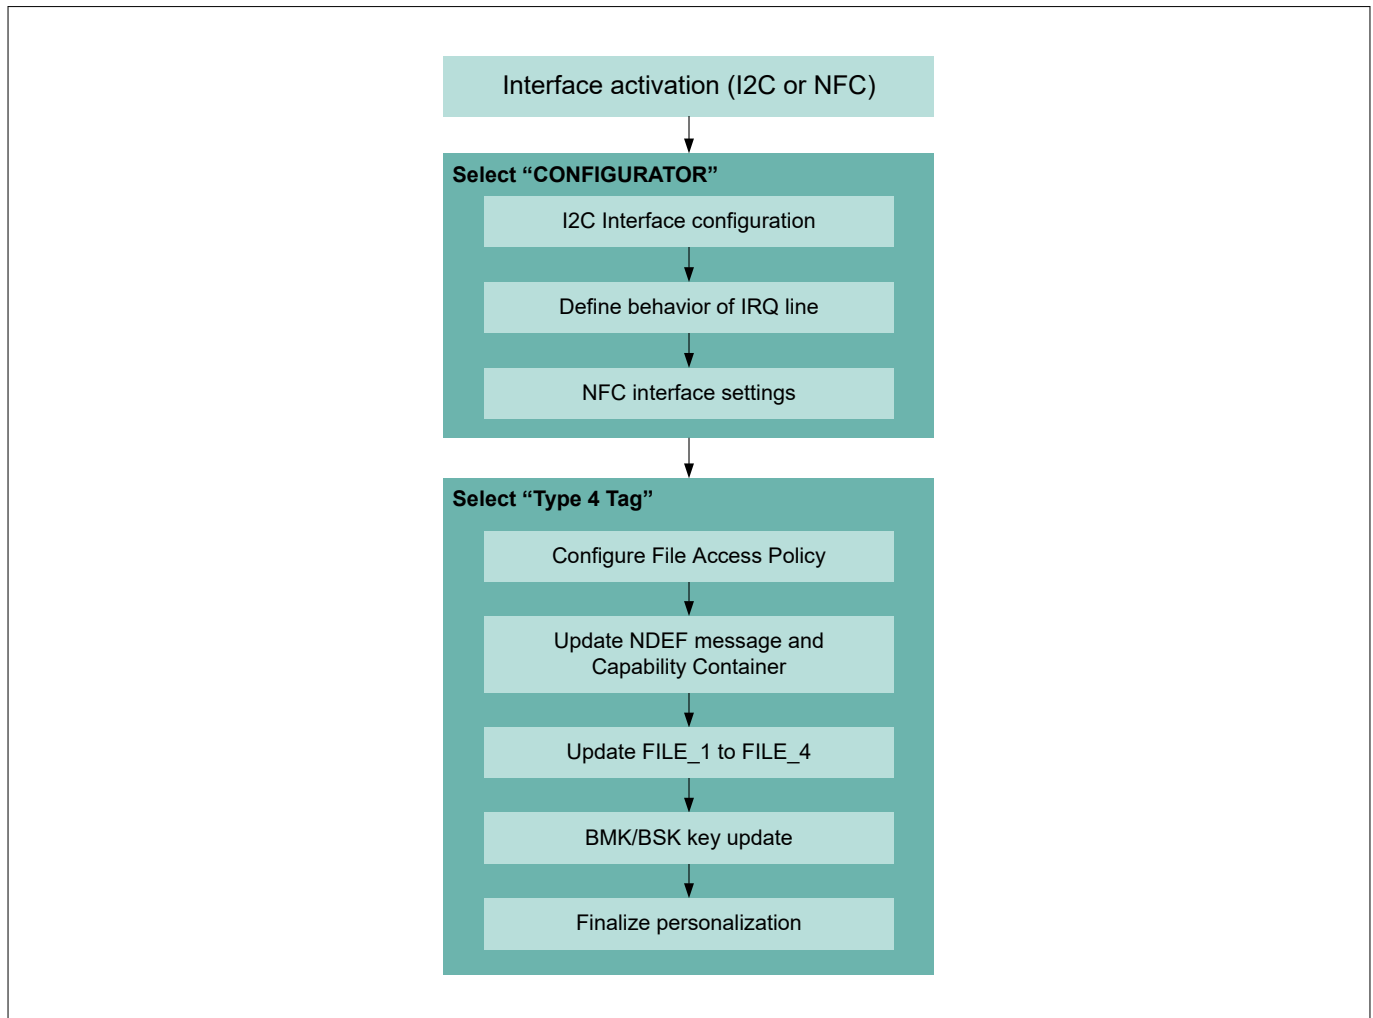 Interface activation (I2C or NFC)
Select “CONFIGURATOR”
I2C Interface configuration
Define behavior of IRQ line
NFC interface settings
Select “Type 4 Tag”
Configure File Access Policy
Update NDEF message and
Capability Container
Update FILE_1 to FILE_4
BMK/BSK key update
Finalize personalization